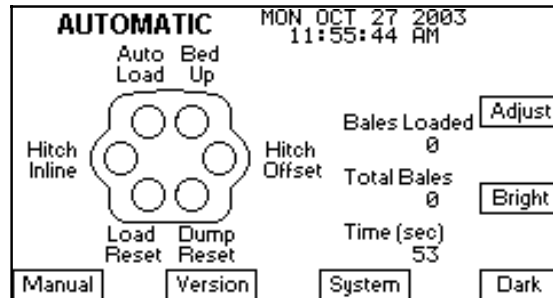 AUTOMATIC
MON OCT 27 2003
11:55:44 AM
Auto Load
Bed Up
Hitch Inline
Hitch Offset
Load Reset
Dump Reset
Bales Loaded
0
Total Bales
0
Time (sec)
53
Adjust
Bright
Manual
Version
System
Dark